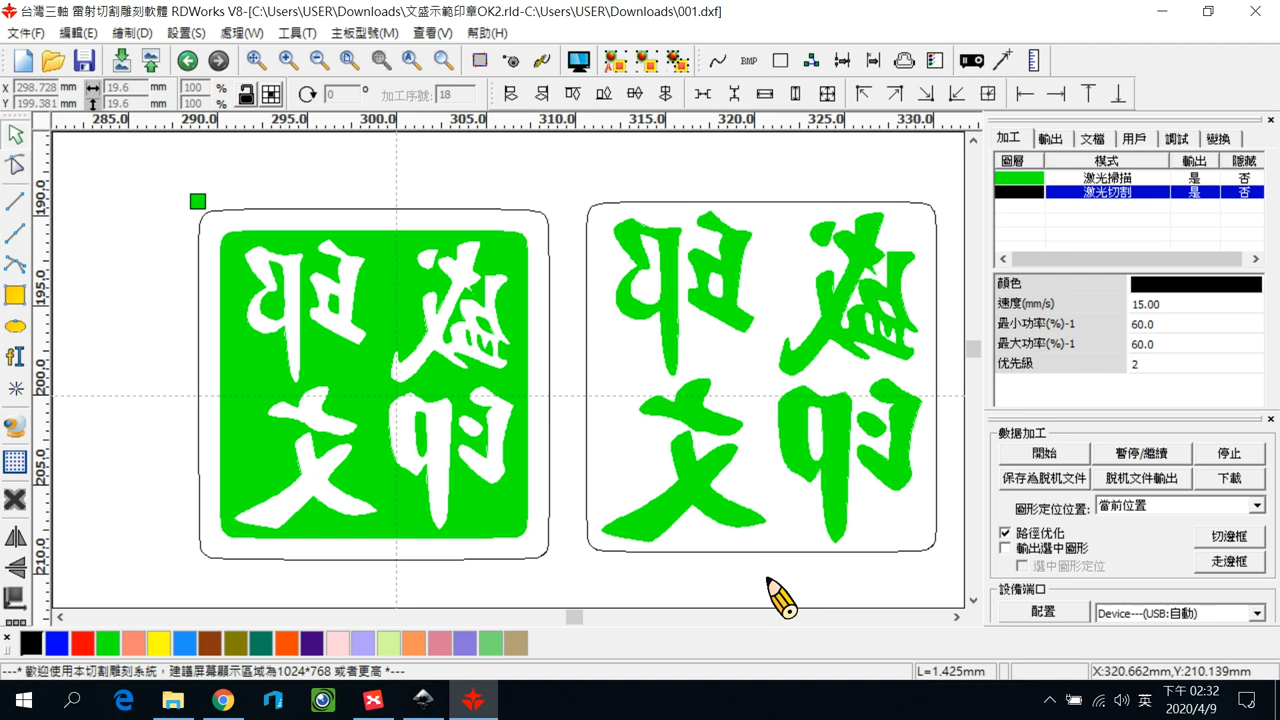 台灣三軸 雷射切割雕刻軟體 RDWorks V8-[C:\Users\USER\Downloads\文盛示範印章OK2.rld-C:\Users\USER\Downloads\001.dxf]
文件(F) 編輯(E) 繪制(D) 設置(S) 處理(W) 工具(T) 主板型號(M) 查看(V) 幫助(H)
BMP
X 298.728 mm 19.6 mm 100 %
Y 199.381 mm 19.6 mm 100 %
0 ° 加工序號: 18
285.0 290.0 295.0 300.0 305.0 310.0 315.0 320.0 325.0 330.0
190.0
195.0
200.0
205.0
210.0
盛印
文印
盛印
文印
加工 輸出 文檔 用戶 調試 變換
圖層 模式 輸出 隱藏
激光掃描 是 否
激光切割 是 否
顏色
速度(mm/s) 15.00
最小功率(%)-1 60.0
最大功率(%)-1 60.0
优先級 2
數据加工
開始 暫停/繼續 停止
保存為脫机文件 脫机文件輸出 下載
圖形定位位置: 當前位置
路徑优化
輸出選中圖形
選中圖形定位
切邊框
走邊框
設備端口
配置 Device---(USB:自動)
---* 歡迎使用本切割雕刻系統，建議屏幕顯示區域為1024*768 或者更高 *---
L=1.425mm
X:320.662mm,Y:210.139mm
英
下午 02:32
2020/4/9